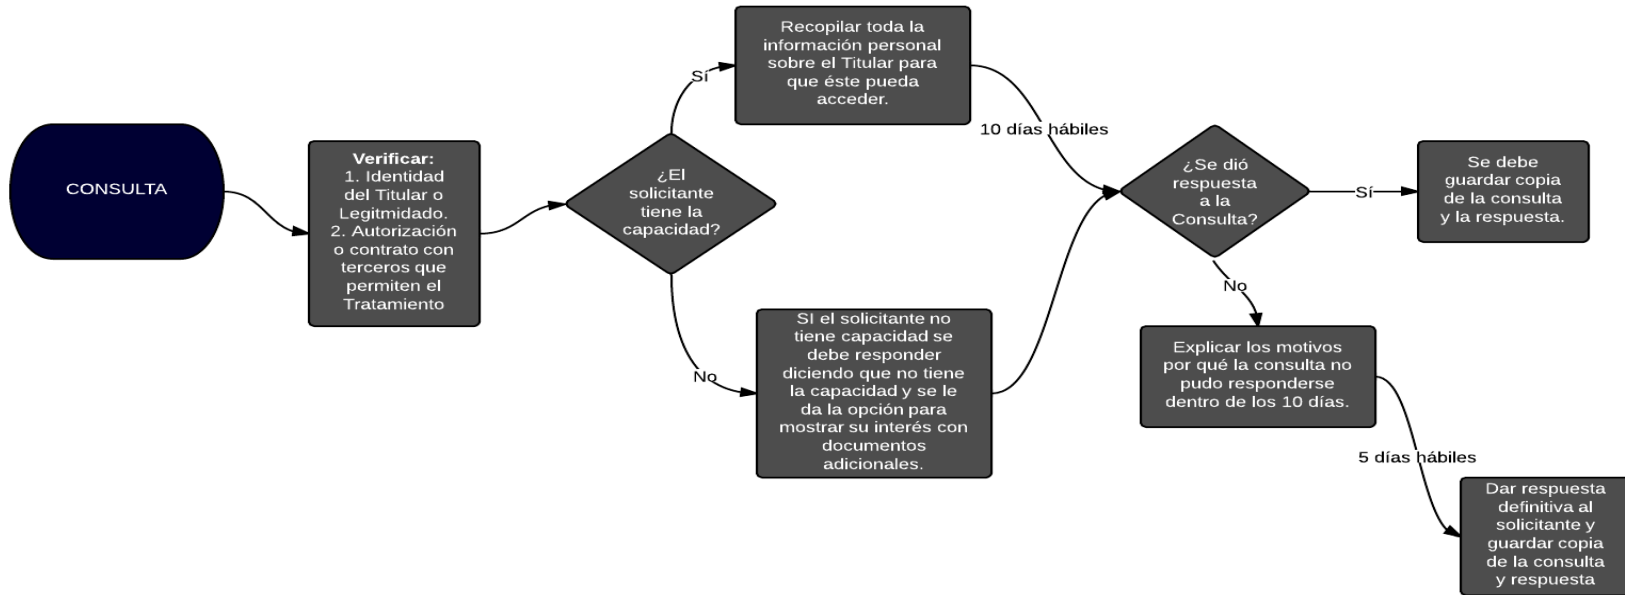 CONSULTA
Verificar:
1. Identidad
del Titular o
Legitmidado.
2. Autorización
o contrato con
terceros que
permiten el
Tratamiento
¿El
solicitante
tiene la
capacidad?
Sí
Recopilar toda la
información personal
sobre el Titular para
que éste pueda
acceder.
10 días hábiles
No
SI el solicitante no
tiene capacidad se
debe responder
diciendo que no tiene
la capacidad y se le
da la opción para
mostrar su interés con
documentos
adicionales.
¿Se dió
respuesta
a la
Consulta?
Sí
Se debe
guardar copia
de la consulta
y la respuesta.
No
Explicar los motivos
por qué la consulta no
pudo responderse
dentro de los 10 días.
5 días hábiles
Dar respuesta
definitiva al
solicitante y
guardar copia
de la consulta
y respuesta